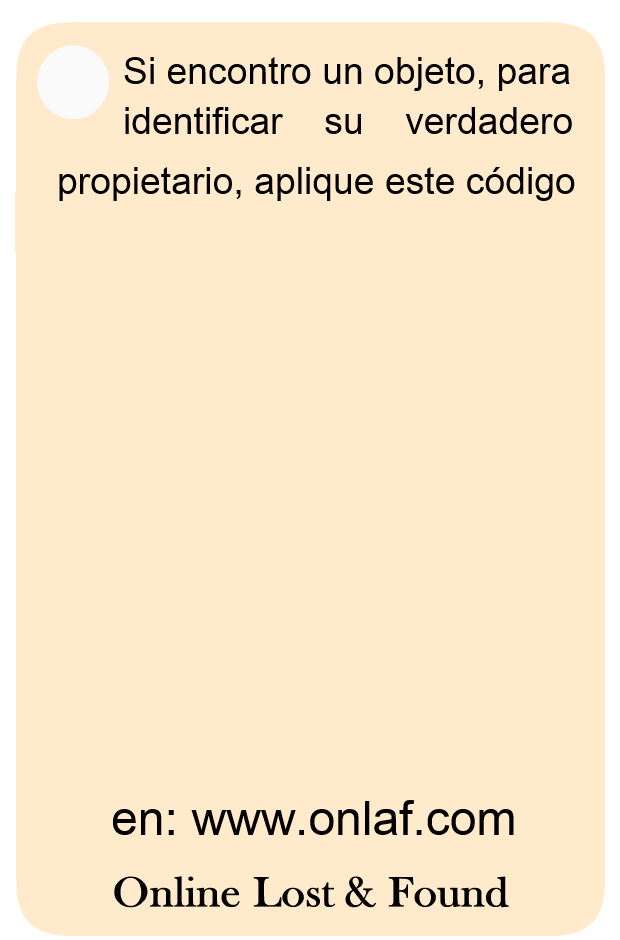 Si encontro un objeto, para
identificar su verdadero
propietario, aplique este código
en: www.onlaf.com
Online Lost & Found